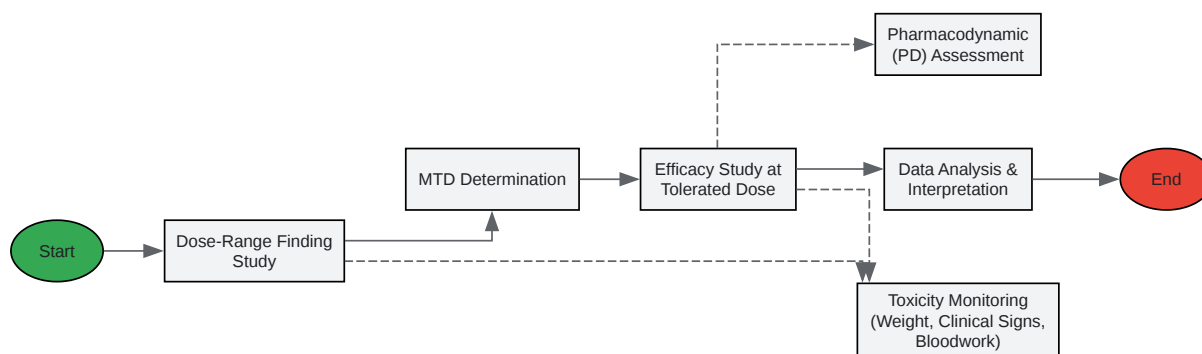 Pharmacodynamic
(PD) Assessment
MTD Determination
Efficacy Study at
Tolerated Dose
Data Analysis &
Interpretation
End
Start
Dose-Range Finding
Study
Toxicity Monitoring
(Weight, Clinical Signs,
Bloodwork)